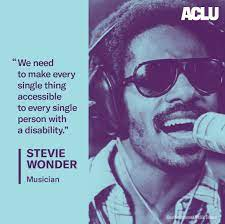 ACLU
“We need
to make every
single thing
accessible
to every single
person with
a disability.”
STEVIE
WONDER
Musician